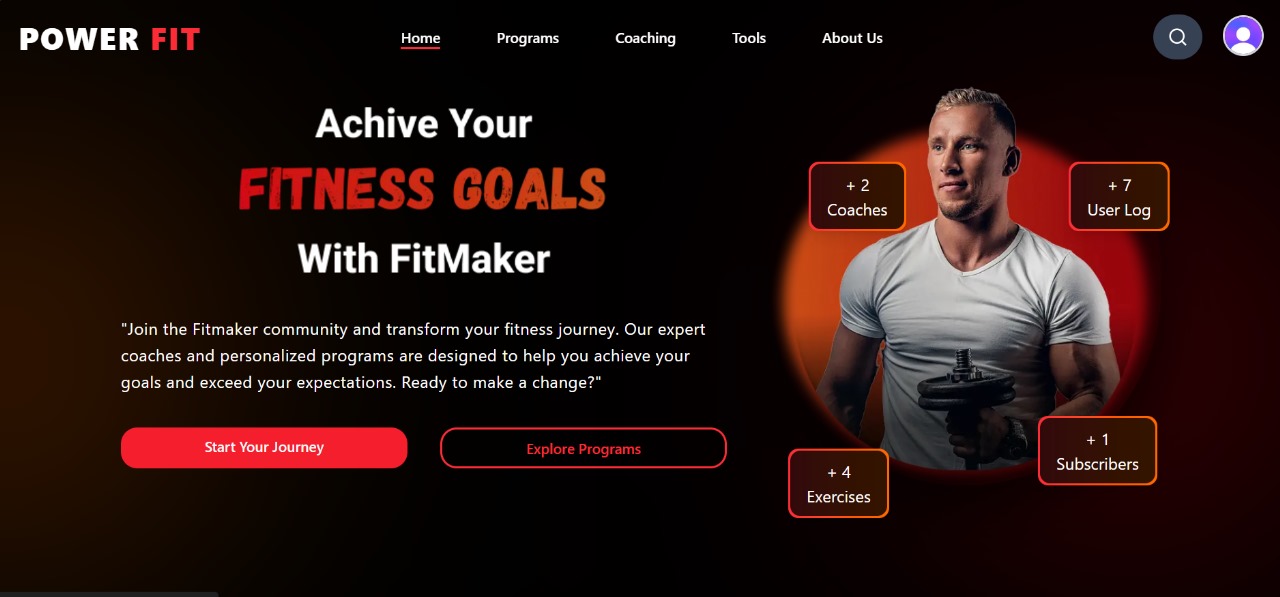 POWER FIT
Home
Programs
Coaching
Tools
About Us
Achive Your
FITNESS GOALS
With FitMaker
"Join the Fitmaker community and transform your fitness journey. Our expert
coaches and personalized programs are designed to help you achieve your
goals and exceed your expectations. Ready to make a change?"
Start Your Journey
Explore Programs
+ 2
Coaches
+ 7
User Log
+ 4
Exercises
+ 1
Subscribers